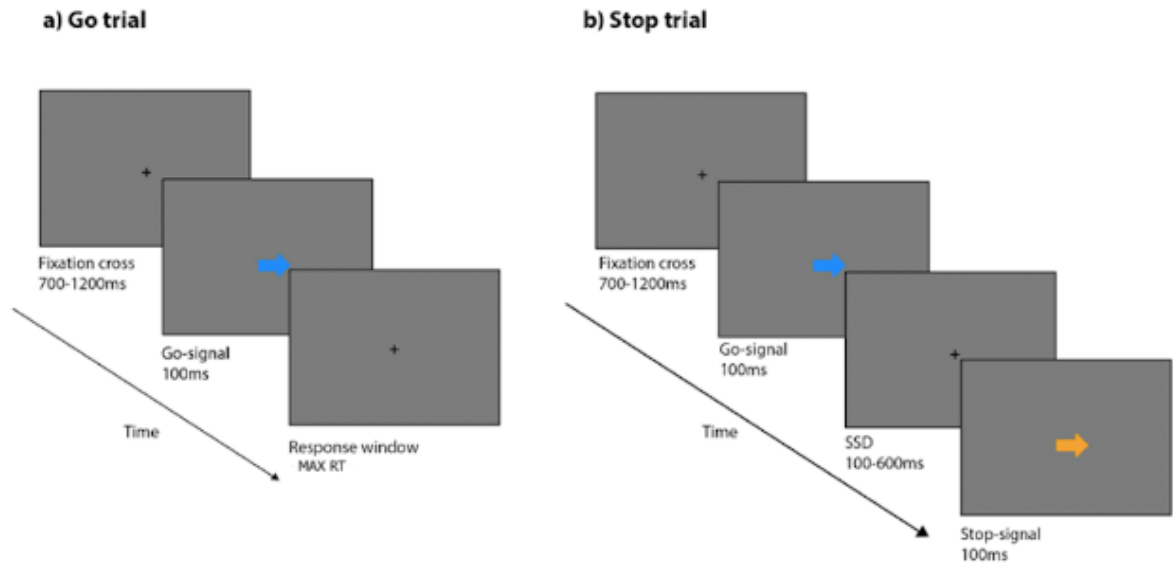 a) Go trial
Fixation cross
700-1200ms
Go-signal
100ms
Time
Response window
MAX RT
b) Stop trial
Fixation cross
700-1200ms
Go-signal
100ms
Time
SSD
100-600ms
Stop-signal
100ms